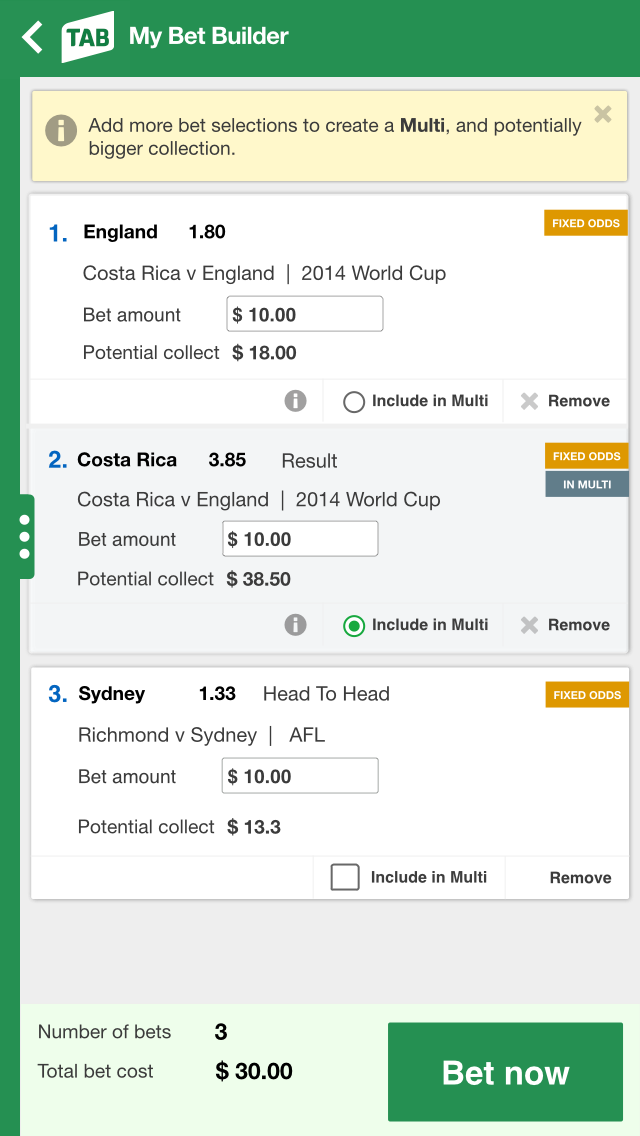 TAB My Bet Builder
Add more bet selections to create a Multi, and potentially
bigger collection.
1. England 1.80 FIXED ODDS
Costa Rica v England | 2014 World Cup
Bet amount $ 10.00
Potential collect $ 18.00
Include in Multi Remove
2. Costa Rica 3.85 Result FIXED ODDS
IN MULTI
Costa Rica v England | 2014 World Cup
Bet amount $ 10.00
Potential collect $ 38.50
Include in Multi Remove
3. Sydney 1.33 Head To Head FIXED ODDS
Richmond v Sydney | AFL
Bet amount $ 10.00
Potential collect $ 13.3
Include in Multi Remove
Number of bets 3
Total bet cost $ 30.00
Bet now